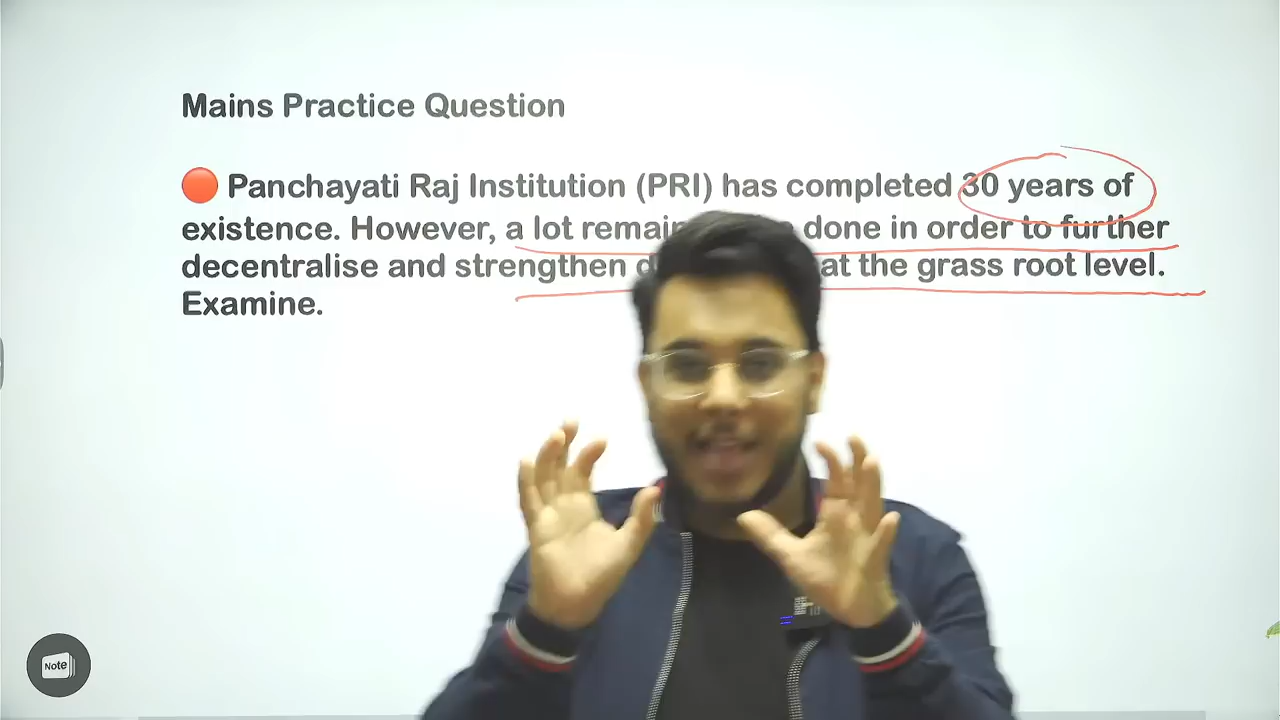 Mains Practice Question
🔴 Panchayati Raj Institution (PRI) has completed 30 years of
existence. However, a lot done in order to further
decentralise and strengthen at the grass root level.
Examine.
Note